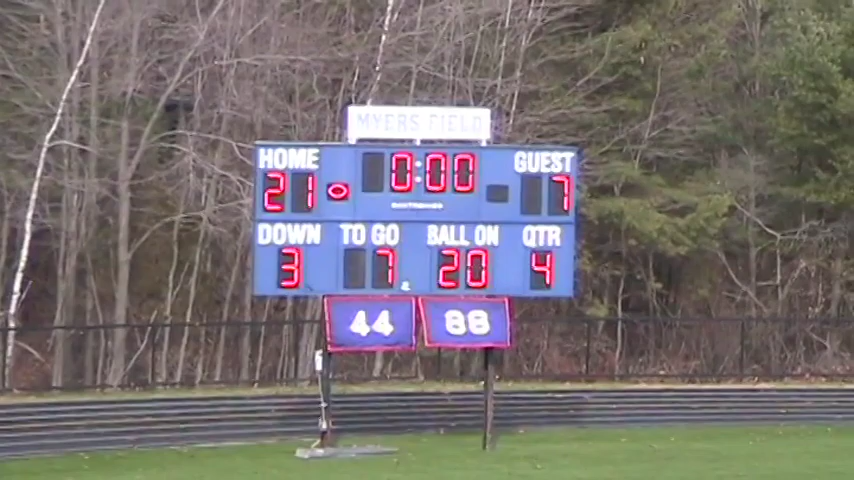 MYERS FIELD
HOME 0:00 GUEST
21 7
DAKTRONICS
DOWN TO GO BALL ON QTR
3 7 20 4
44 88